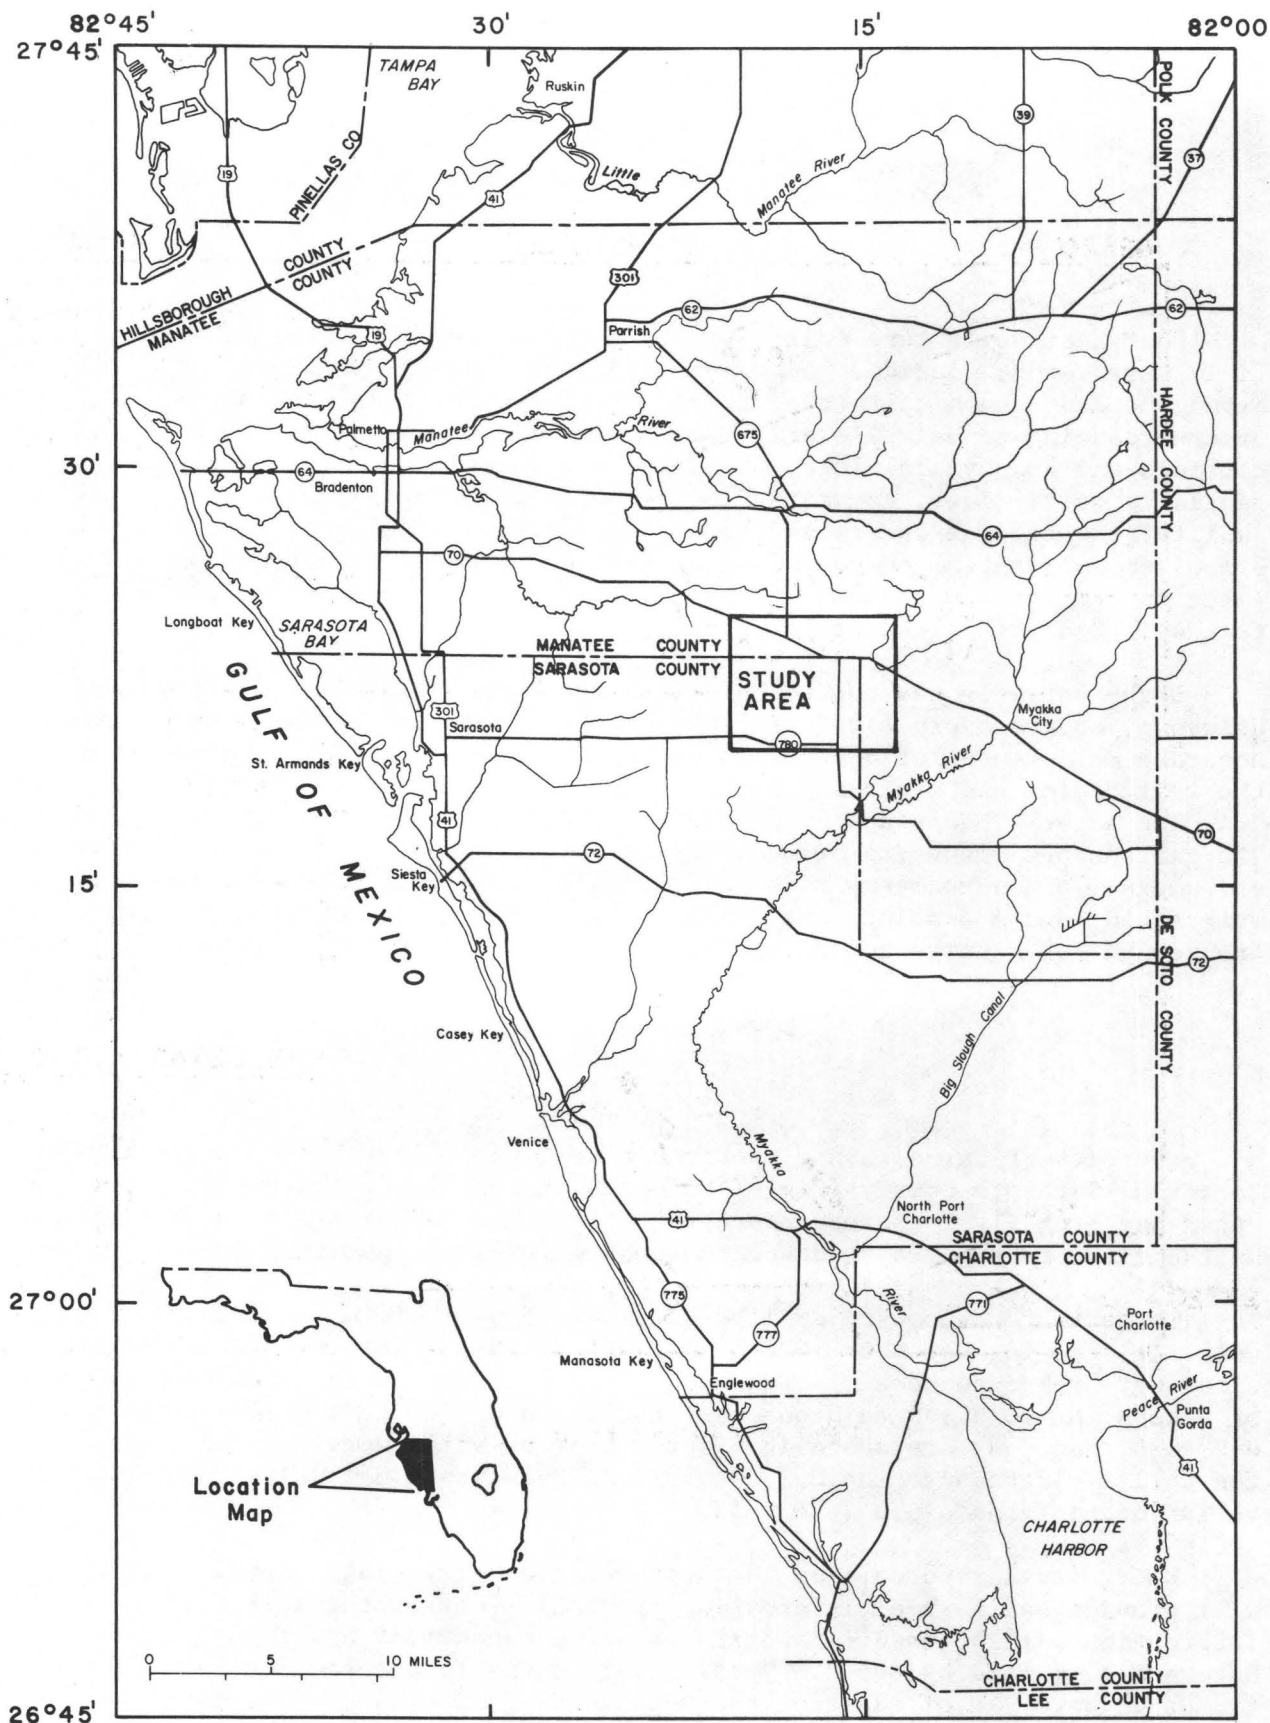 82°45' 30' 15' 82°00'
27°45'
TAMPA
BAY
Ruskin
POLK COUNTY
39
37
19
PINELLAS CO
41
Little
Manatee River
HILLSBOROUGH COUNTY
MANATEE COUNTY
301
62
62
19
Parrish
HARDEE COUNTY
Palmetto
Manatee
River
675
30'
64
Bradenton
64
70
Longboat Key
SARASOTA
BAY
MANATEE COUNTY
SARASOTA COUNTY
STUDY
AREA
GULF OF MEXICO
301
Sarasota
780
Myakka
City
St. Armands Key
Myakka River
41
70
72
15'
Siesta
Key
DE SOTO COUNTY
72
Big Slough Canal
Casey Key
Venice
Myakka
North Port
Charlotte
41
SARASOTA COUNTY
CHARLOTTE COUNTY
27°00'
775
River
771
777
Port
Charlotte
Manasota Key
Englewood
Peace River
Punta
Gorda
41
Location
Map
CHARLOTTE
HARBOR
0 5 10 MILES
CHARLOTTE COUNTY
LEE COUNTY
26°45'